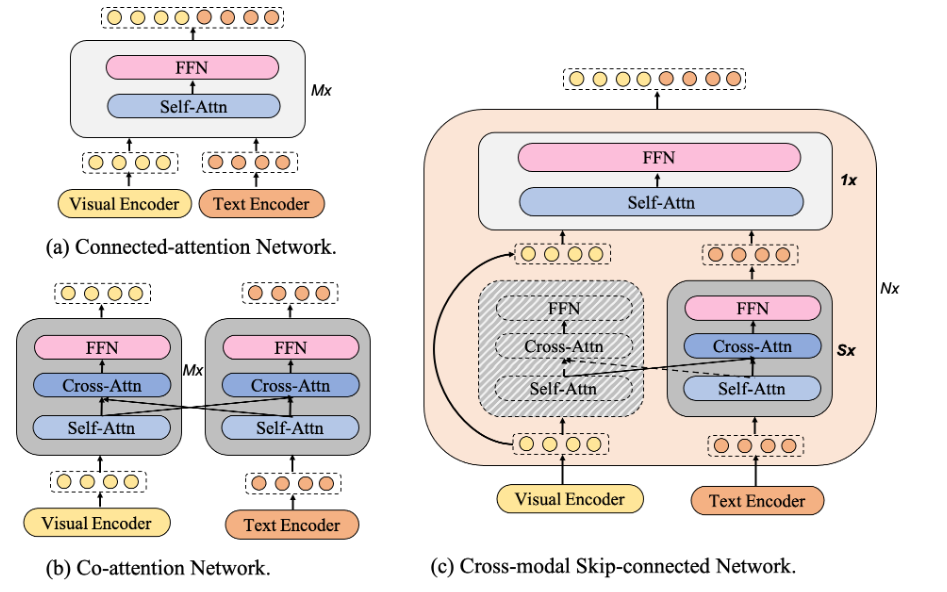 FFN
Self-Attn
Mx
Visual Encoder
Text Encoder
(a) Connected-attention Network.
FFN
Cross-Attn
Self-Attn
Mx
FFN
Cross-Attn
Self-Attn
Visual Encoder
Text Encoder
(b) Co-attention Network.
FFN
Self-Attn
1x
FFN
Cross-Attn
Self-Attn
FFN
Cross-Attn
Self-Attn
Sx
Nx
Visual Encoder
Text Encoder
(c) Cross-modal Skip-connected Network.